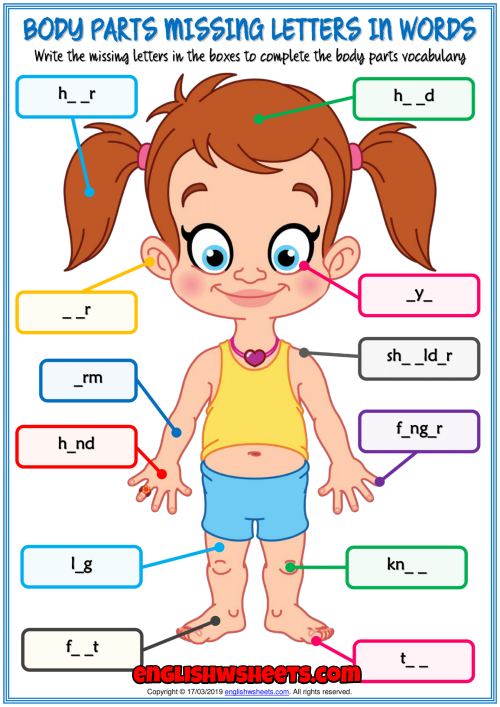 BODY PARTS MISSING LETTERS IN WORDS
Write the missing letters in the boxes to complete the body parts vocabulary
h_ _r
h_ _d
_ _r
_y_
sh_ _ld_r
_rm
f_ng_r
h_nd
l_g
kn_ _
f_ _t
t_ _
ENGLISHWSHEETS.COM
Copyright © 17/03/2019 englishwsheets.com. All rights reserved.